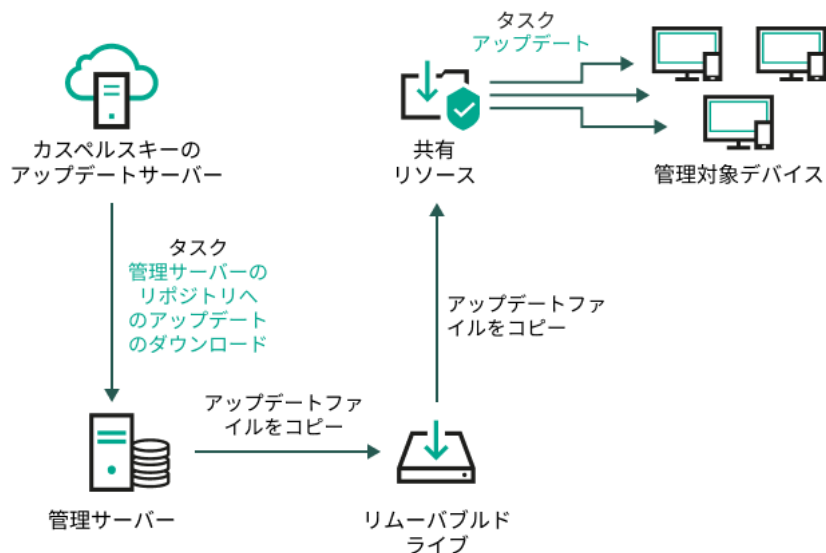 タスク
アップデート
カスペルスキーの
アップデートサーバー
共有
リソース
管理対象デバイス
タスク
管理サーバーの
リポジトリへ
のアップデート
のダウンロード
アップデートファ
イルをコピー
アップデートファ
イルをコピー
管理サーバー
リムーバブルド
ライブ